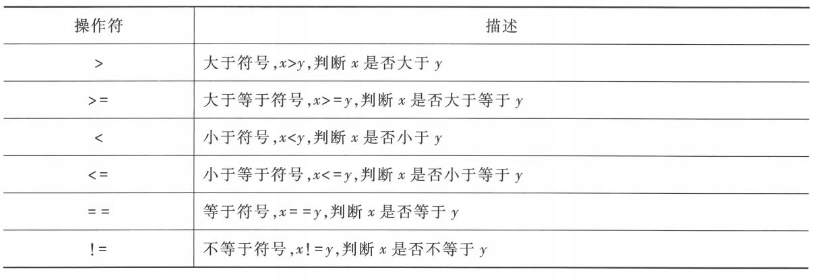 操作符 描述
> 大于符号,x>y,判断 x 是否大于 y
>= 大于等于符号,x>=y,判断 x 是否大于等于 y
< 小于符号,x<y,判断 x 是否小于 y
<= 小于等于符号,x<=y,判断 x 是否小于等于 y
== 等于符号,x==y,判断 x 是否等于 y
!= 不等于符号,x!=y,判断 x 是否不等于 y